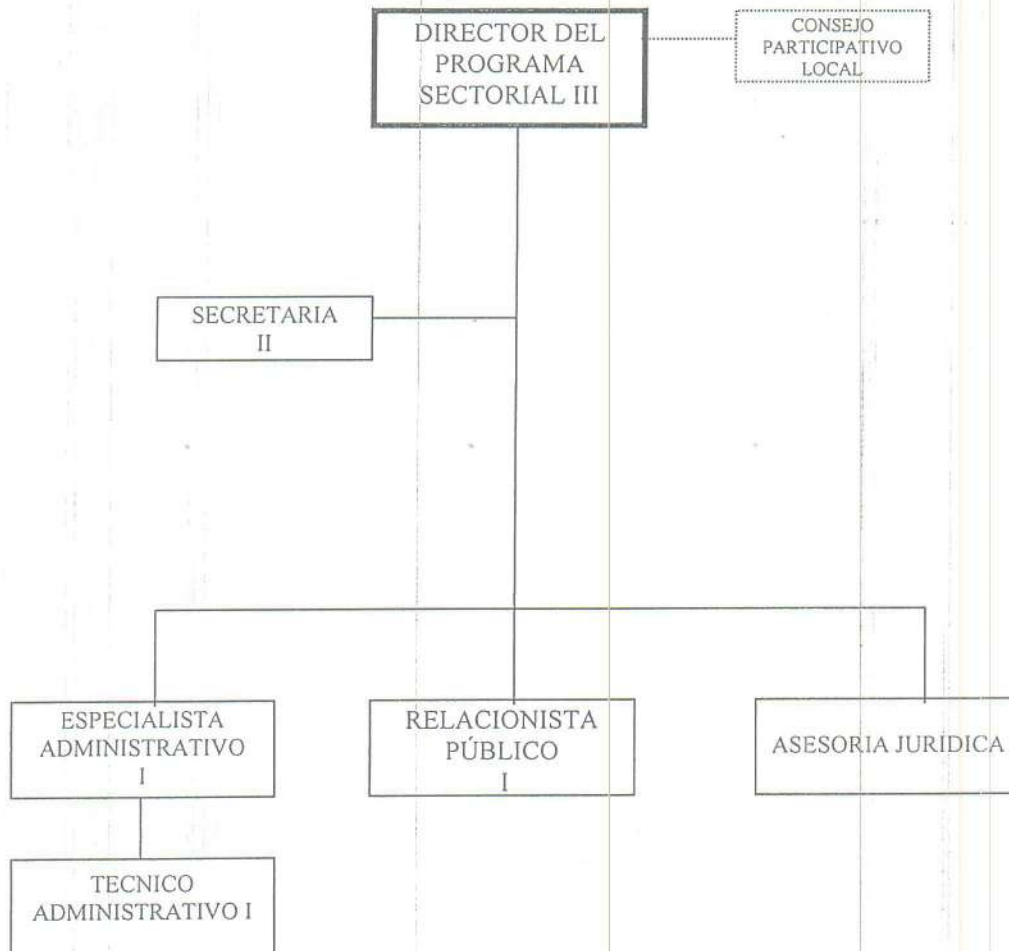 DIRECTOR DEL
PROGRAMA
SECTORIAL III
CONSEJO
PARTICIPATIVO
LOCAL
SECRETARIA
II
ESPECIALISTA
ADMINISTRATIVO
I
RELACIONISTA
PÚBLICO
I
ASESORIA JURIDICA
TECNICO
ADMINISTRATIVO I